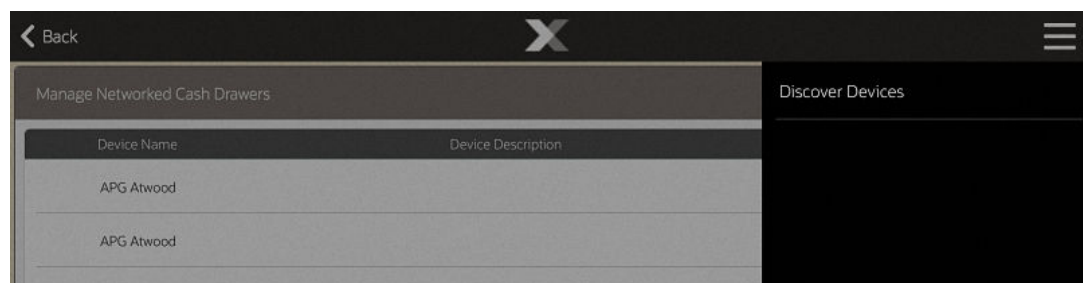 Back
Manage Networked Cash Drawers
Discover Devices
Device Name Device Description
APG Atwood
APG Atwood